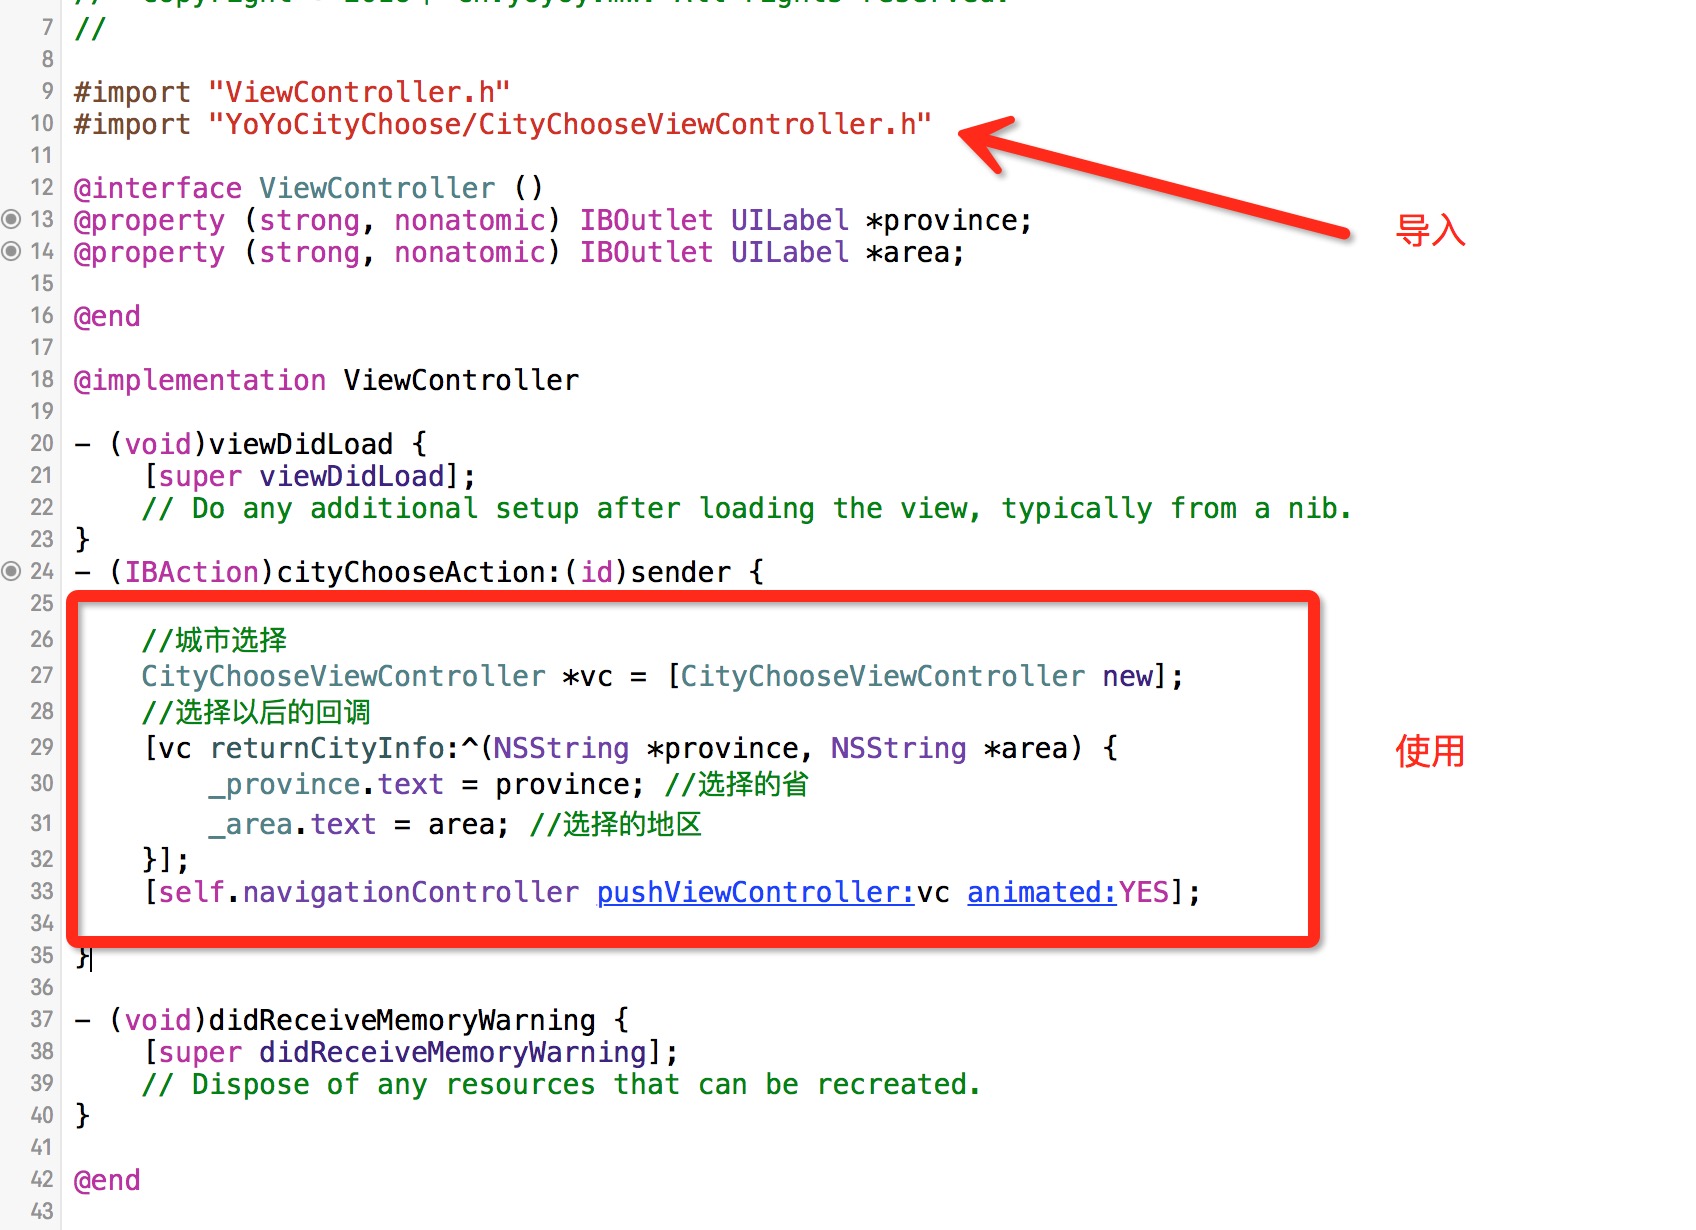 7 //
8
9 #import "ViewController.h"
10 #import "YoYoCityChoose/CityChooseViewController.h"
11
12 @interface ViewController ()
导入
13 @property (strong, nonatomic) IBOutlet UILabel *province;
14 @property (strong, nonatomic) IBOutlet UILabel *area;
15
16 @end
17
18 @implementation ViewController
19
20 - (void)viewDidLoad {
21 [super viewDidLoad];
22 // Do any additional setup after loading the view, typically from a nib.
23 }
24 - (IBAction)cityChooseAction:(id)sender {
25
26 //城市选择
27 CityChooseViewController *vc = [CityChooseViewController new];
28 //选择以后的回调
29 [vc returnCityInfo:^(NSString *province, NSString *area) {
使用
30 _province.text = province; //选择的省
31 _area.text = area; //选择的地区
32 }];
33 [self.navigationController pushViewController:vc animated:YES];
34
35 }
36
37 - (void)didReceiveMemoryWarning {
38 [super didReceiveMemoryWarning];
39 // Dispose of any resources that can be recreated.
40 }
41
42 @end
43